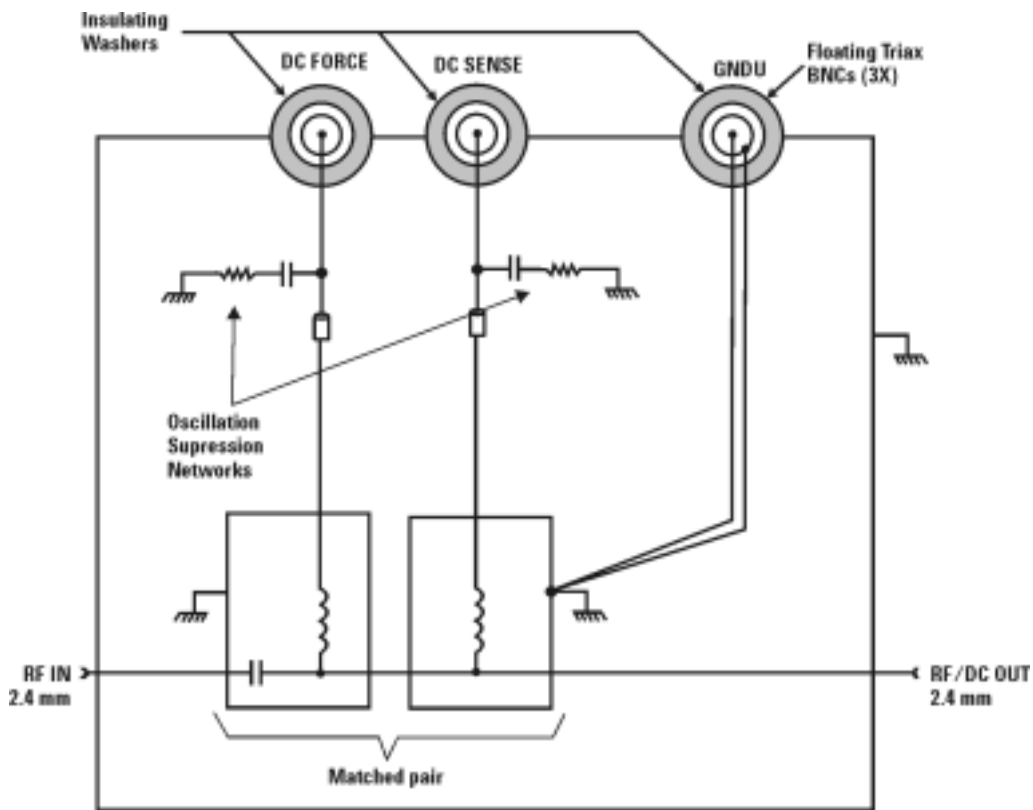 Insulating
Washers
DC FORCE
DC SENSE
GNDU
Floating Triax
BNCs (3X)
Oscillation
Supression
Networks
RF IN
2.4 mm
RF/DC OUT
2.4 mm
Matched pair